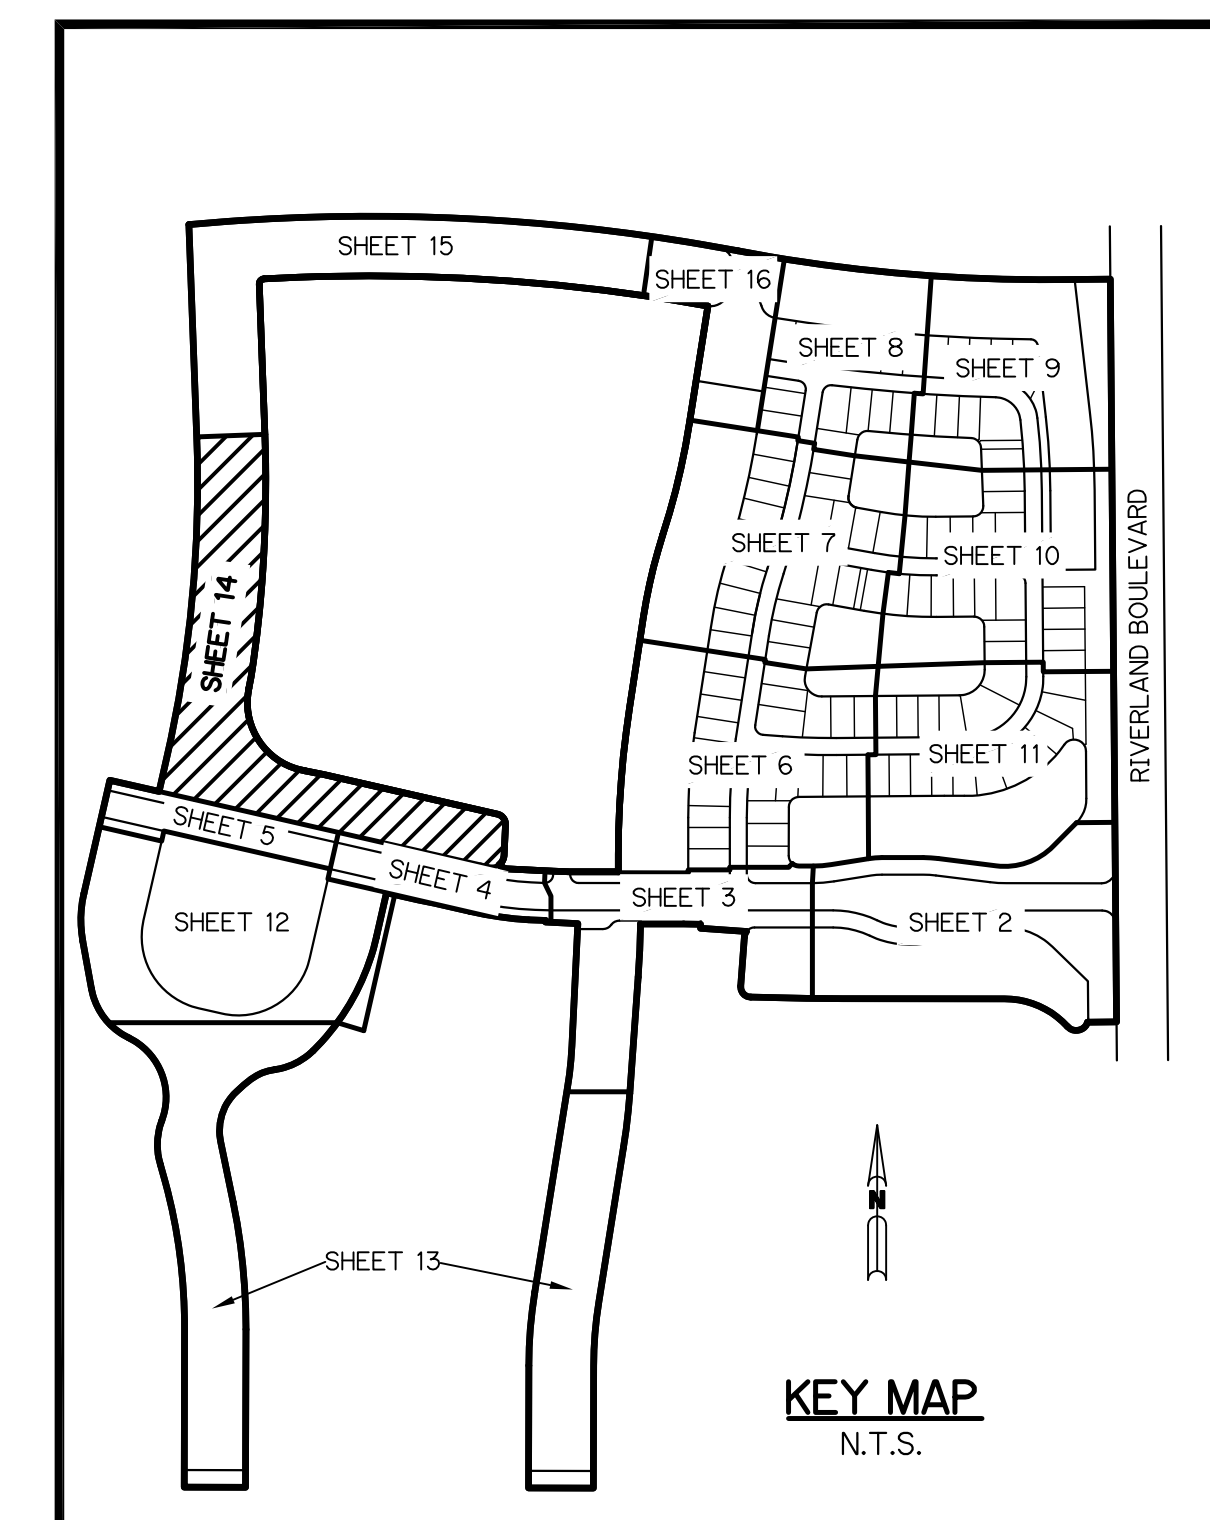 SHEET 15
SHEET 16
SHEET 8
SHEET 9
SHEET 7
SHEET 10
RIVERLAND BOULEVARD
SHEET 14
SHEET 6
SHEET 11
SHEET 5
SHEET 4
SHEET 3
SHEET 12
SHEET 2
N
SHEET 13
KEY MAP
N.T.S.